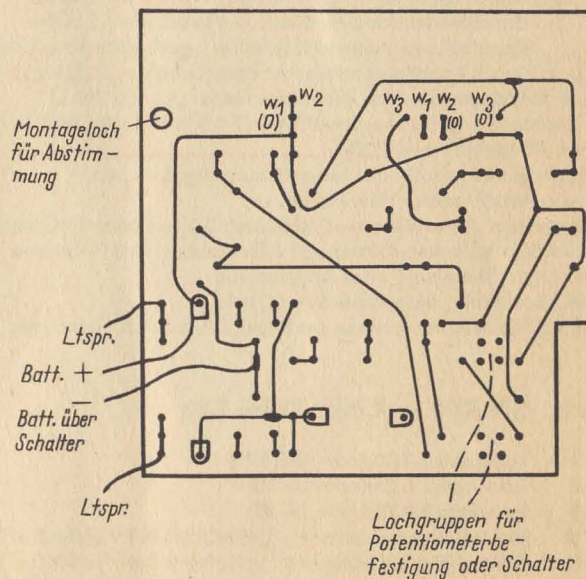 w₁ w₂
(0)
w₃ w₁ w₂ w₃
(0) (0)
Montageloch
für Abstim-
mung
Ltspr.
Batt. +
−
Batt. über
Schalter
Ltspr.
Lochgruppen für
Potentiometerbe-
festigung oder Schalter